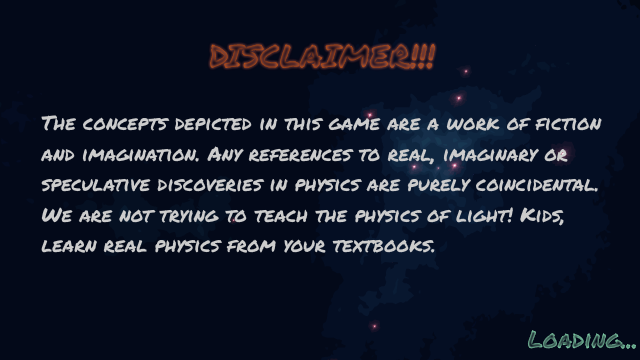 DISCLAIMER!!!
The concepts depicted in this game are a work of fiction
and imagination. Any references to real, imaginary or
speculative discoveries in physics are purely coincidental.
We are not trying to teach the physics of light! Kids,
learn real physics from your textbooks.
Loading...